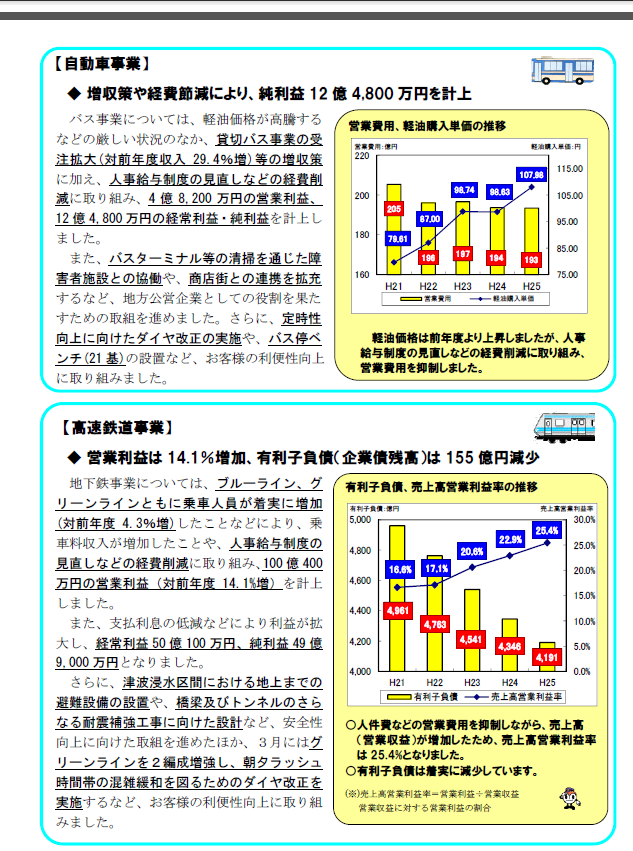 【自動車事業】
◆ 増収策や経費節減により、純利益 12 億 4,800 万円を計上
バス事業については、軽油価格が高騰する
などの厳しい状況のなか、貸切バス事業の受
注拡大(対前年度収入 29.4%増)等の増収策
に加え、人事給与制度の見直しなどの経費削
減に取り組み、4 億 8,200 万円の営業利益、
12 億 4,800 万円の経常利益・純利益を計上し
ました。
また、バスターミナル等の清掃を通じた障
害者施設との協働や、商店街との連携を拡充
するなど、地方公営企業としての役割を果た
すための取組を進めました。さらに、定時性
向上に向けたダイヤ改正の実施や、バス停ベ
ンチ(21 基)の設置など、お客様の利便性向上
に取り組みました。
営業費用、軽油購入単価の推移
営業費用:億円
軽油購入単価:円
220
200
180
160
115.00
105.00
95.00
85.00
75.00
205
198
197
194
193
79.61
87.00
98.74
98.63
107.98
H21
H22
H23
H24
H25
営業費用
軽油購入単価
軽油価格は前年度より上昇しましたが、人事
給与制度の見直しなどの経費削減に取り組み、
営業費用を抑制しました。
【高速鉄道事業】
◆ 営業利益は 14.1%増加、有利子負債(企業債残高)は 155 億円減少
地下鉄事業については、ブルーライン、グ
リーンラインともに乗車人員が着実に増加
(対前年度 4.3%増)したことなどにより、乗
車料収入が増加したことや、人事給与制度の
見直しなどの経費削減に取り組み、100 億 400
万円の営業利益(対前年度 14.1%増)を計上
しました。
また、支払利息の低減などにより利益が拡
大し、経常利益 50 億 100 万円、純利益 49 億
9,000 万円となりました。
さらに、津波浸水区間における地上までの
避難設備の設置や、橋梁及びトンネルのさら
なる耐震補強工事に向けた設計など、安全性
向上に向けた取組を進めたほか、3月にはグ
リーンラインを2編成増強し、朝夕ラッシュ
時間帯の混雑緩和を図るためのダイヤ改正を
実施するなど、お客様の利便性向上に取り組
みました。
有利子負債、売上高営業利益率の推移
有利子負債:億円
売上高営業利益率
5,000
4,800
4,600
4,400
4,200
4,000
30.0%
25.0%
20.0%
15.0%
10.0%
5.0%
0.0%
16.6%
17.1%
20.6%
22.9%
25.4%
4,961
4,763
4,541
4,346
4,191
H21
H22
H23
H24
H25
有利子負債
売上高営業利益率
○人件費などの営業費用を抑制しながら、売上高
(営業収益)が増加したため、売上高営業利益率
は 25.4%となりました。
○有利子負債は着実に減少しています。
(※)売上高営業利益率=営業利益÷営業収益
営業収益に対する営業利益の割合